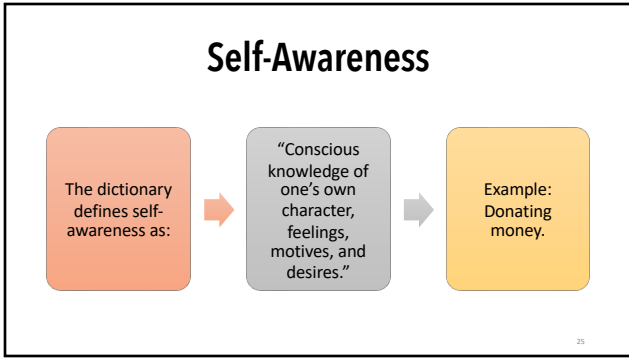 Self-Awareness
The dictionary
defines self-
awareness as:
“Conscious
knowledge of
one’s own
character,
feelings,
motives, and
desires.”
Example:
Donating
money.
25